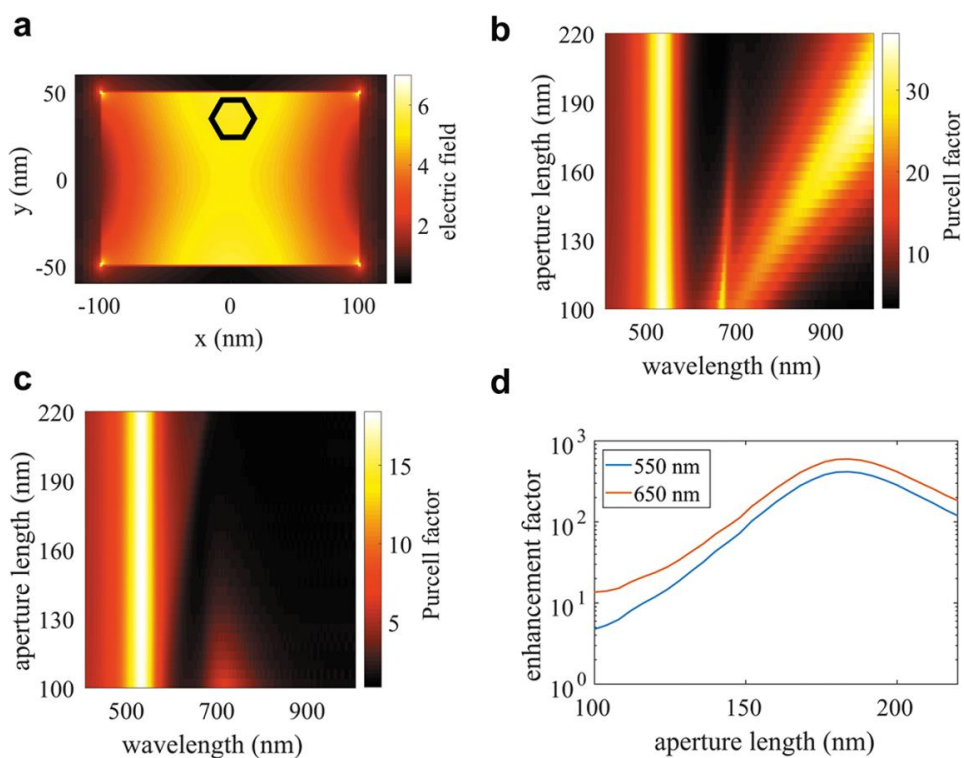 a
50
0
-50
y (nm)
-100
0
100
x (nm)
6
4
2
electric field
b
220
190
160
130
100
aperture length (nm)
500
700
900
wavelength (nm)
30
20
10
Purcell factor
c
220
190
160
130
100
aperture length (nm)
500
700
900
wavelength (nm)
15
10
5
Purcell factor
d
10³
10²
10¹
10⁰
enhancement factor
550 nm
650 nm
100
150
200
aperture length (nm)